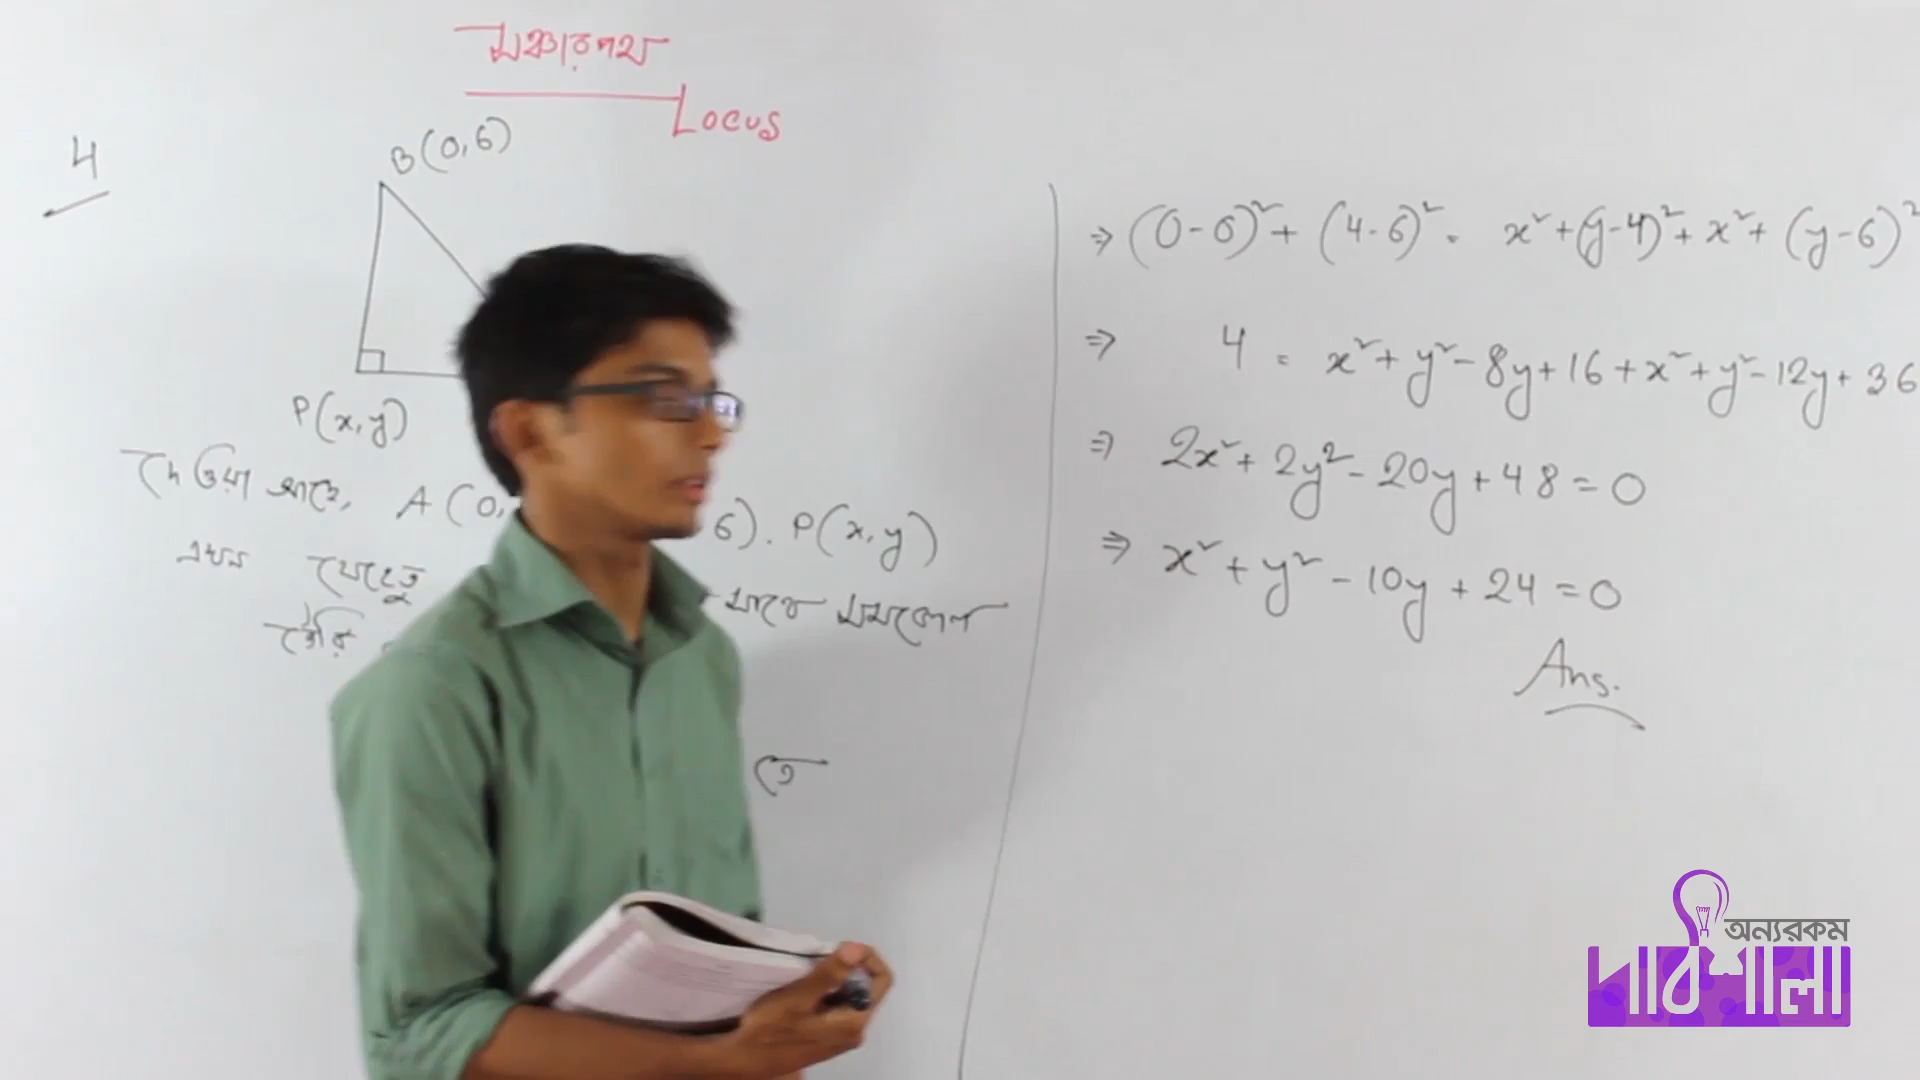 সঞ্চারপথ
Locus
4
B(0,6)
P(x,y)
দেওয়া আছে, A(0, 6). P(x,y)
এখন যেহেতু সাথে সমকোণ
তৈরি
তে
⇒ (0-0)² + (4-6)² = x² + (y-4)² + x² + (y-6)²
⇒ 4 = x² + y² - 8y + 16 + x² + y² - 12y + 36
⇒ 2x² + 2y² - 20y + 48 = 0
⇒ x² + y² - 10y + 24 = 0
Ans.
অন্যরকম
পাঠশালা